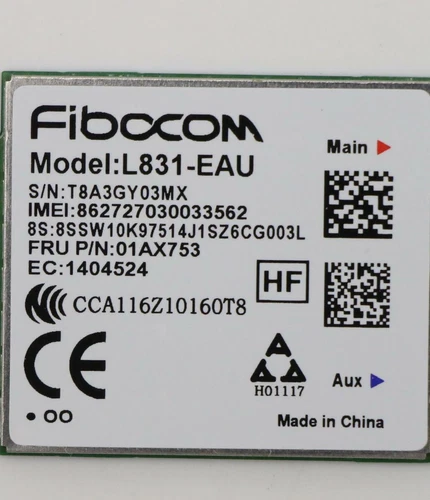 Fibocom
Model:L831-EAU
Main
S/N:T8A3GY03MX
IMEI:862727030033562
8S:8SSW10K97514J1SZ6CG003L
FRU P/N:01AX753
EC:1404524
HF
CCA116Z10160T8
CE
H01117
Aux
Made in China